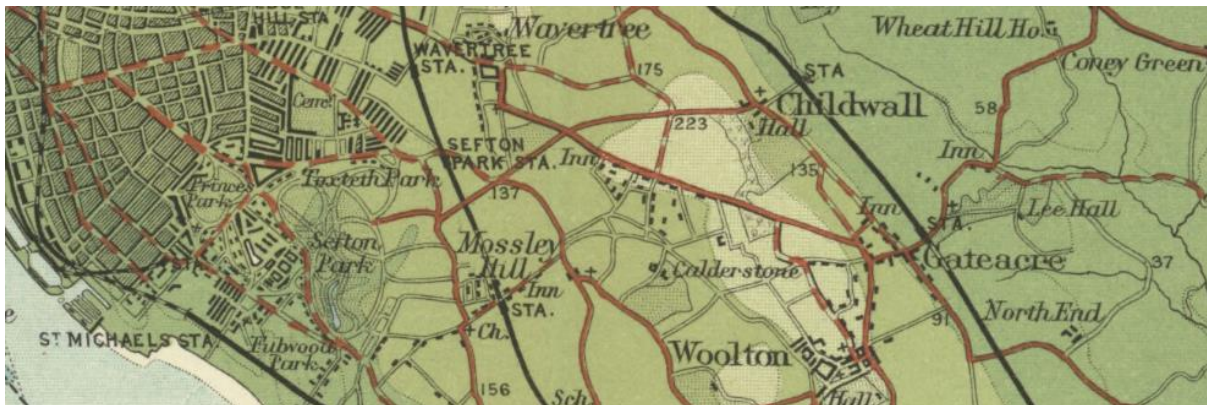 HILL STA
Wavertree
WAVERTREE
STA.
175
STA
Wheat Hill Ho.
Coney Green
Cem.
Childwall
Hall
223
58
SEFTON
PARK STA.
Inn
Inn
135
Princes
Park
Toxteth Park
137
Inn
STA.
Lee Hall
Sefton
Park
Mossley
Hill
Calderstone
Gateacre
37
Inn
STA.
North End
91
ST MICHAELS STA.
Fulwood
Park
Ch.
Woolton
156
Sch.
Hall